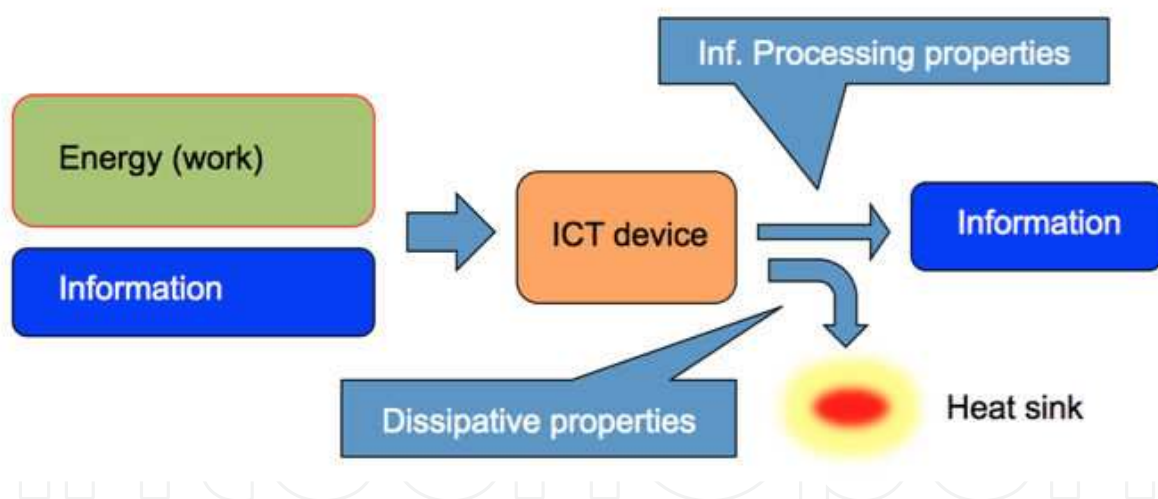 Inf. Processing properties
Energy (work)
Information
ICT device
Information
Dissipative properties
Heat sink